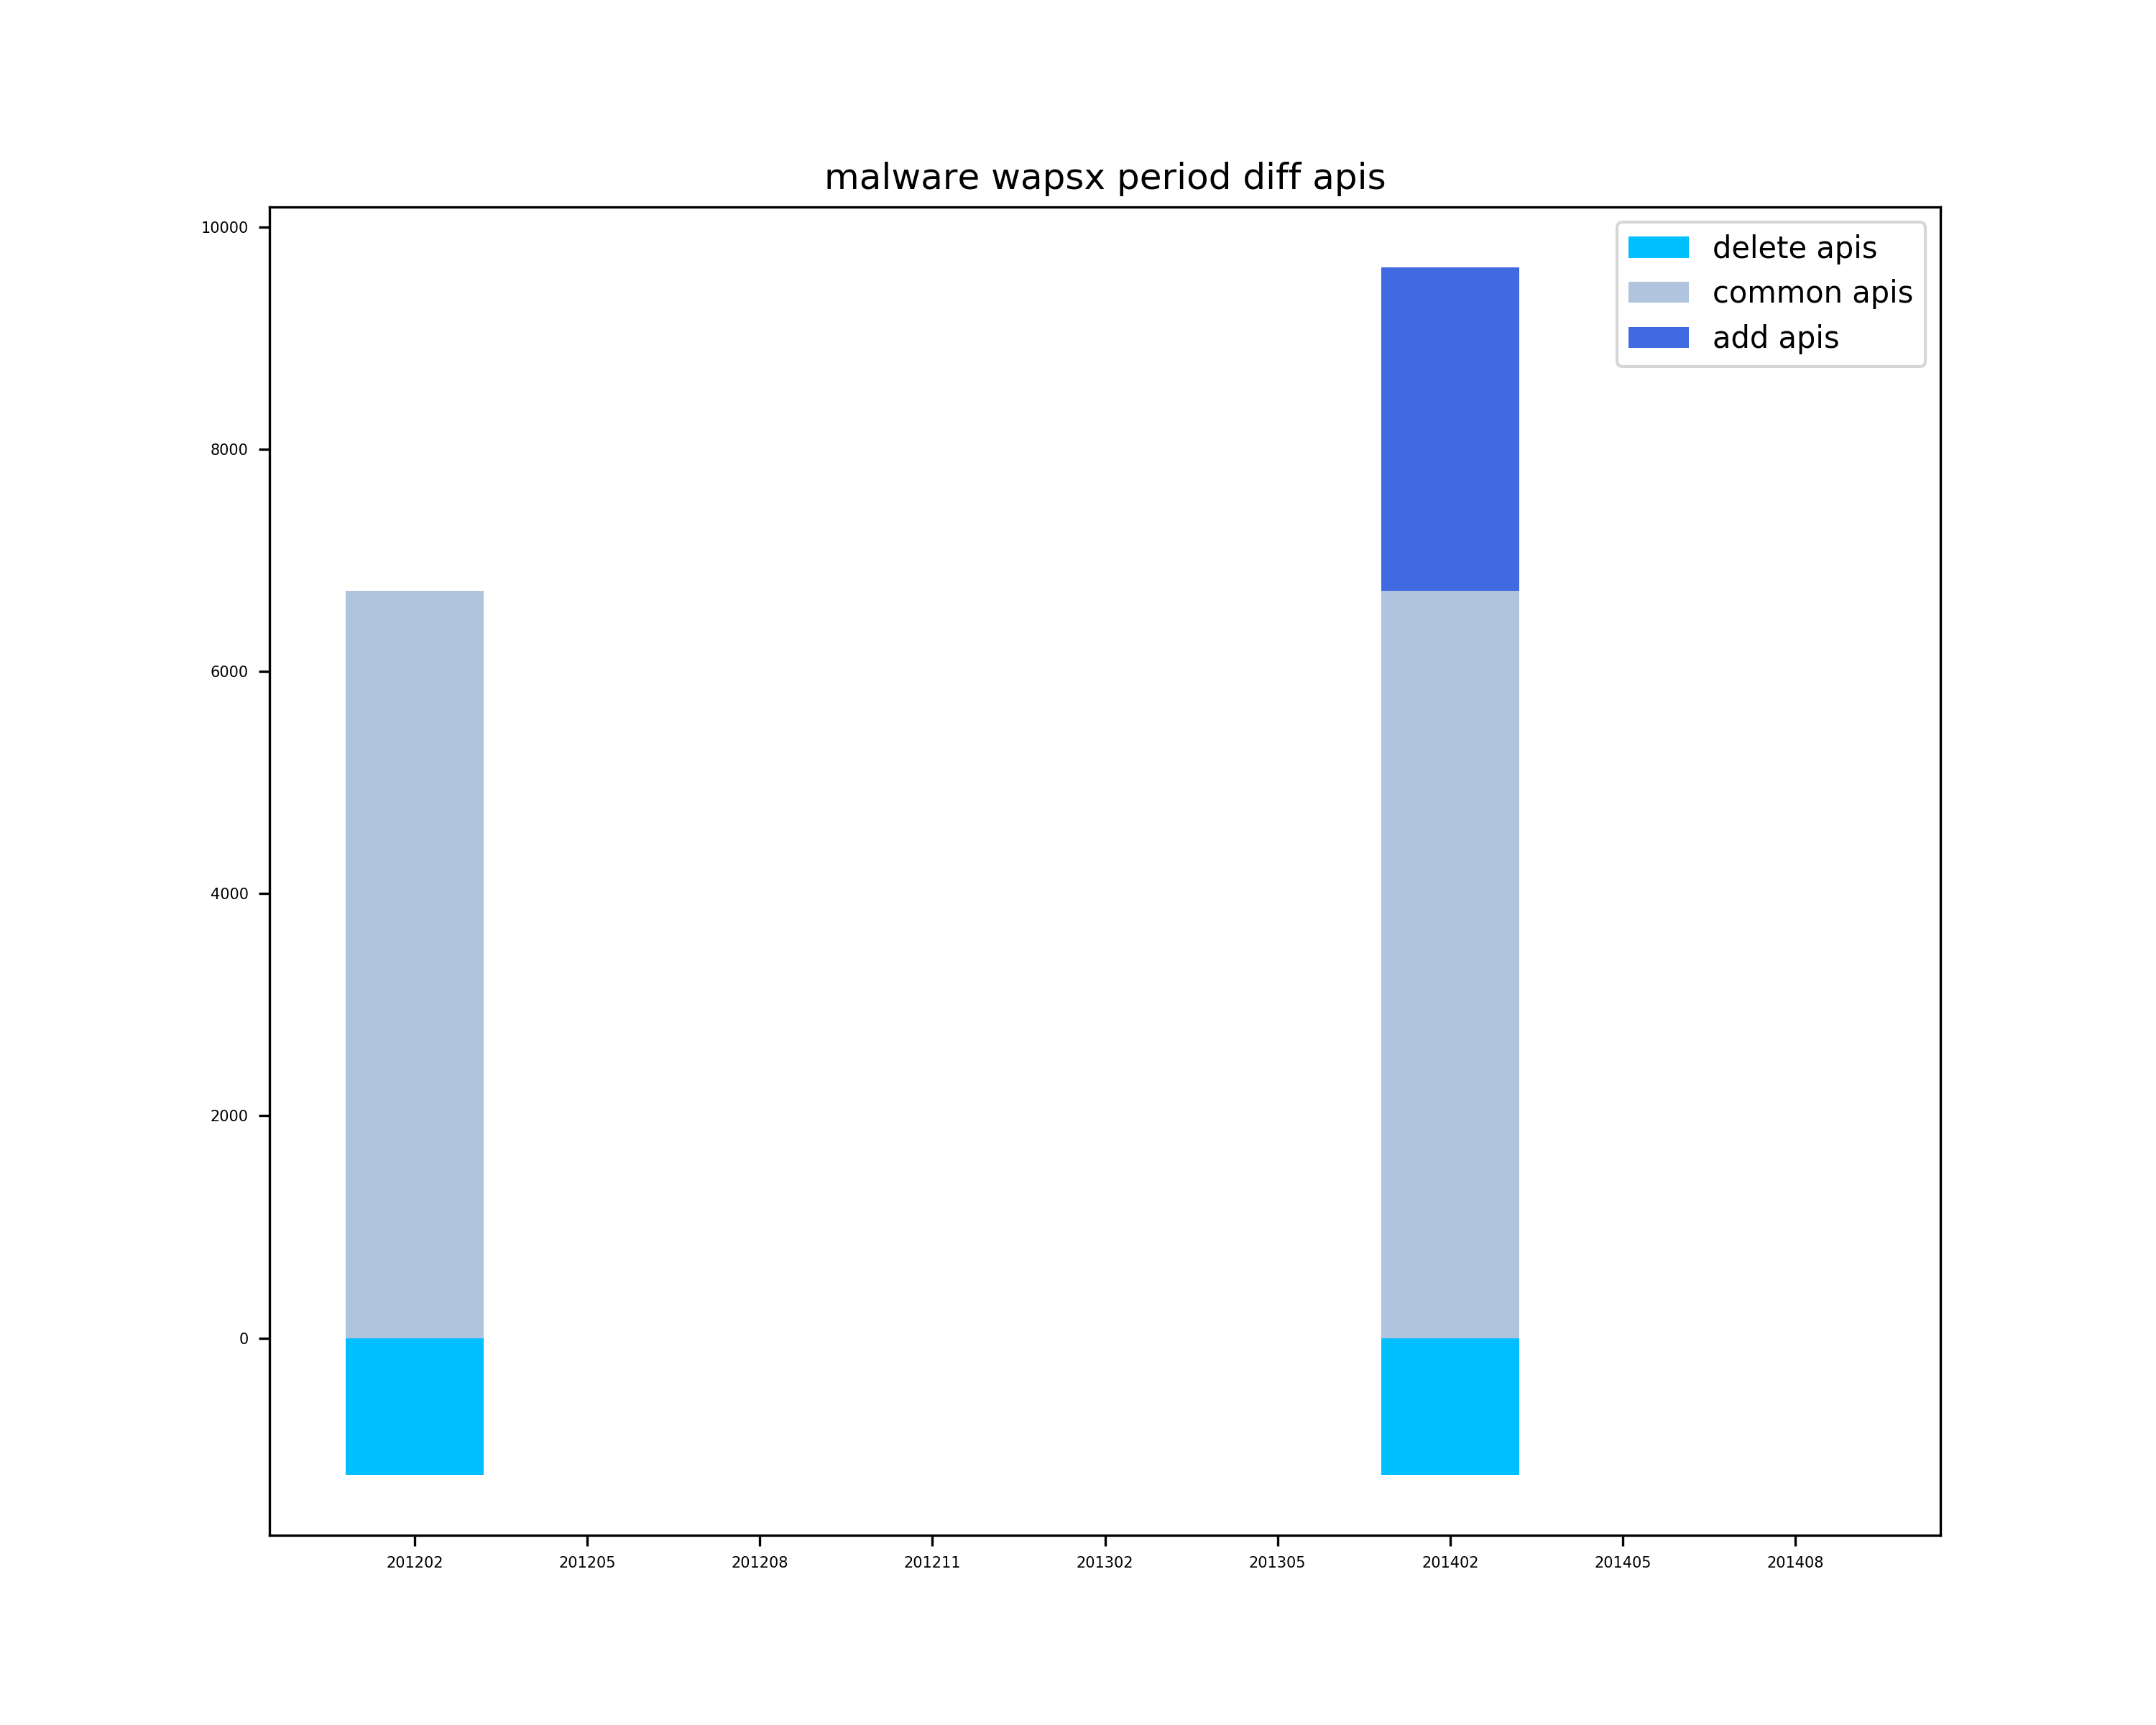 malware wapsx period diff apis
10000
8000
6000
4000
2000
0
delete apis
common apis
add apis
201202 201205 201208 201211 201302 201305 201402 201405 201408